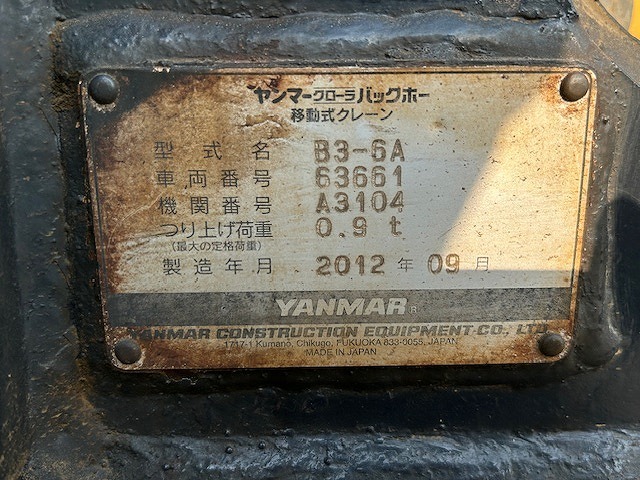 ヤンマークローラバックホー
移動式クレーン
型式名 B3-6A
車両番号 63661
機関番号 A3104
つり上げ荷重 0.9 t
(最大の定格荷重)
製造年月 2012 年 09 月
YANMAR ®
YANMAR CONSTRUCTION EQUIPMENT CO., LTD.
1717-1 Kumano, Chikugo, FUKUOKA 833-0055, JAPAN
MADE IN JAPAN